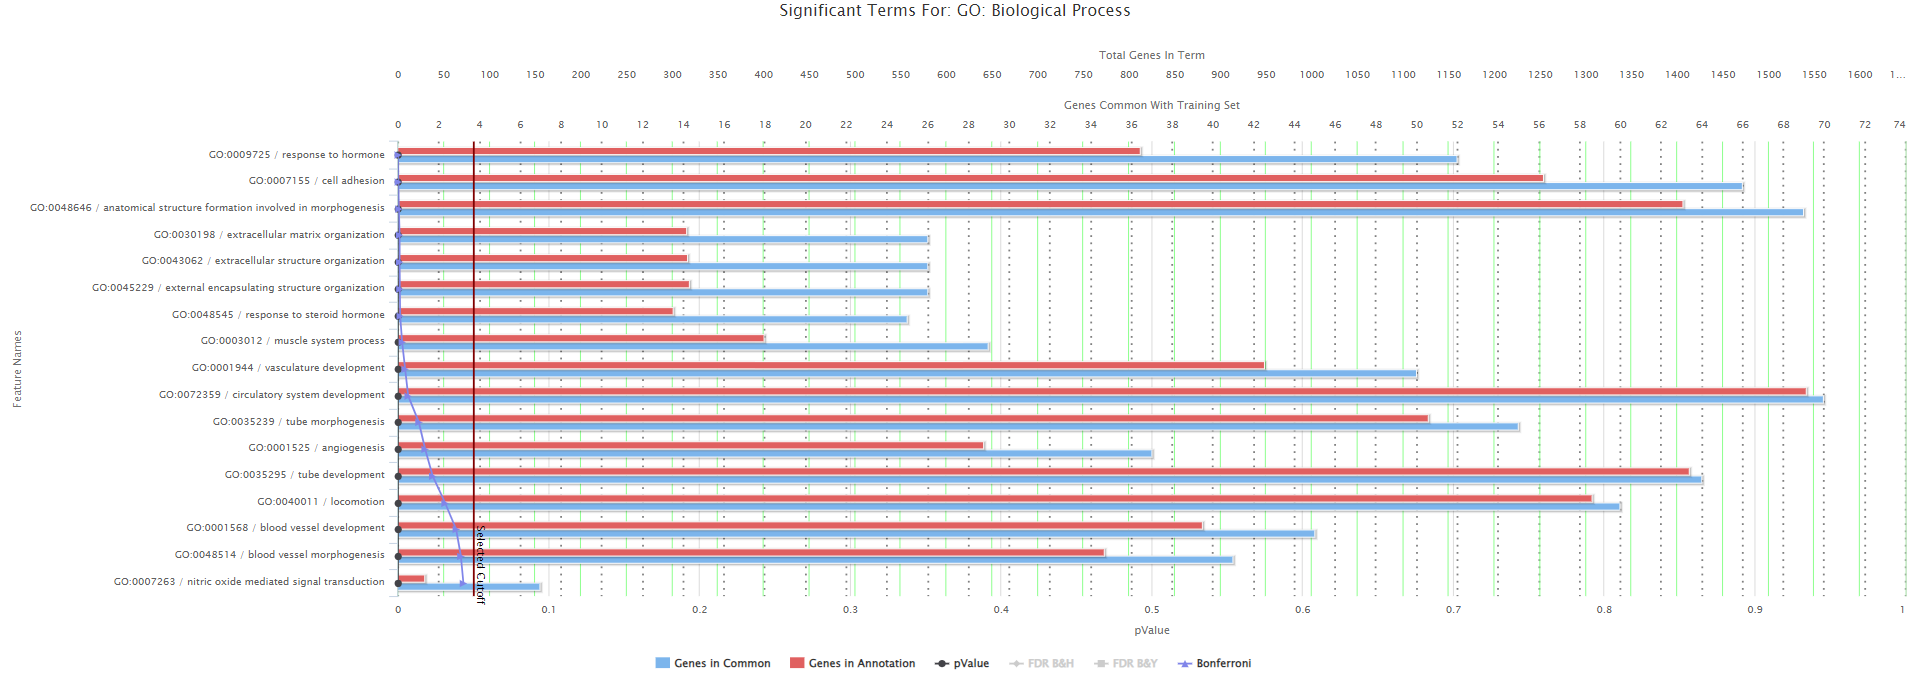 Significant Terms For: GO: Biological Process
Total Genes In Term
0 50 100 150 200 250 300 350 400 450 500 550 600 650 700 750 800 850 900 950 1000 1050 1100 1150 1200 1250 1300 1350 1400 1450 1500 1550 1600 1...
Genes Common With Training Set
0 2 4 6 8 10 12 14 16 18 20 22 24 26 28 30 32 34 36 38 40 42 44 46 48 50 52 54 56 58 60 62 64 66 68 70 72 74
GO:0009725 / response to hormone
GO:0007155 / cell adhesion
GO:0048646 / anatomical structure formation involved in morphogenesis
GO:0030198 / extracellular matrix organization
GO:0043062 / extracellular structure organization
GO:0045229 / external encapsulating structure organization
GO:0048545 / response to steroid hormone
GO:0003012 / muscle system process
GO:0001944 / vasculature development
GO:0072359 / circulatory system development
GO:0035239 / tube morphogenesis
GO:0001525 / angiogenesis
GO:0035295 / tube development
GO:0040011 / locomotion
GO:0001568 / blood vessel development
GO:0048514 / blood vessel morphogenesis
GO:0007263 / nitric oxide mediated signal transduction
Feature Names
Selected Cutoff
0 0.1 0.2 0.3 0.4 0.5 0.6 0.7 0.8 0.9 1
pValue
Genes in Common Genes in Annotation pValue FDR B&H FDR B&Y Bonferroni